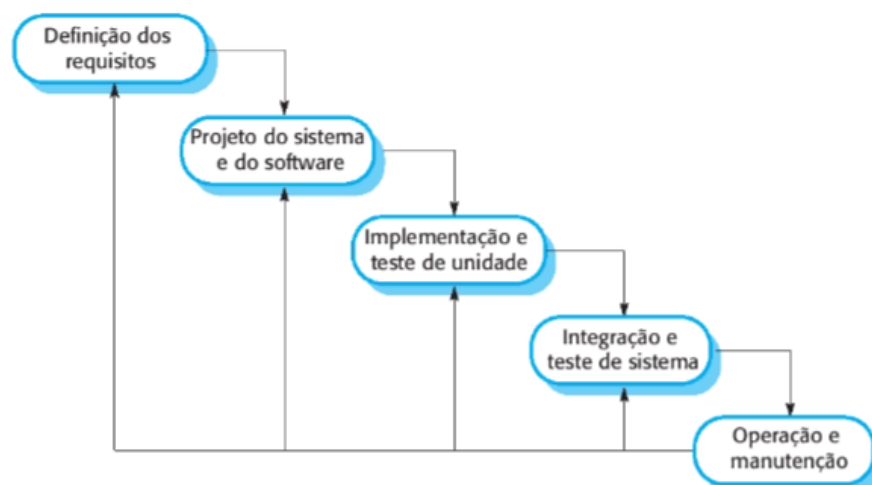 Definição dos
requisitos
Projeto do sistema
e do software
Implementação e
teste de unidade
Integração e
teste de sistema
Operação e
manutenção